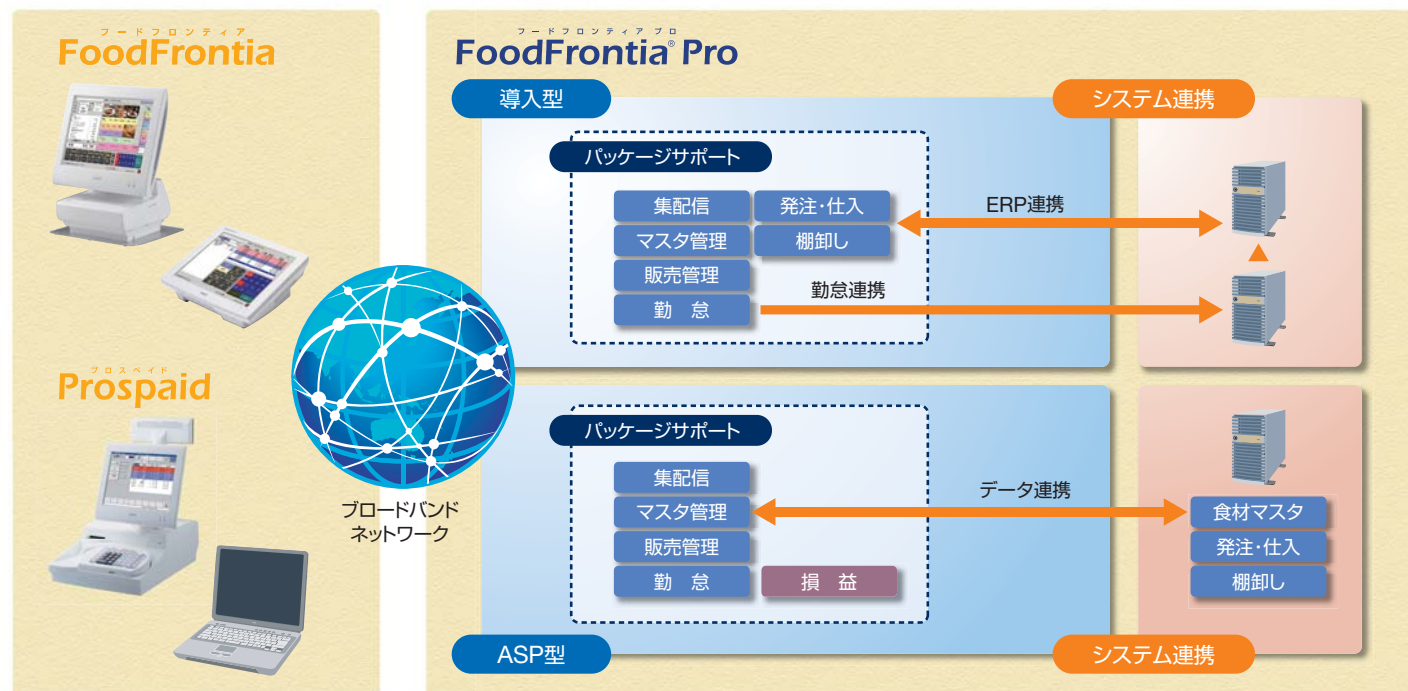 フードフロンティア
FoodFrontia
プロスペイド
Prospaid
ブロードバンド
ネットワーク
フードフロンティア プロ
FoodFrontia® Pro
導入型
システム連携
パッケージサポート
集配信
発注・仕入
マスタ管理
棚卸し
販売管理
勤 怠
ERP連携
勤怠連携
パッケージサポート
集配信
マスタ管理
販売管理
勤 怠
損 益
データ連携
食材マスタ
発注・仕入
棚卸し
ASP型
システム連携